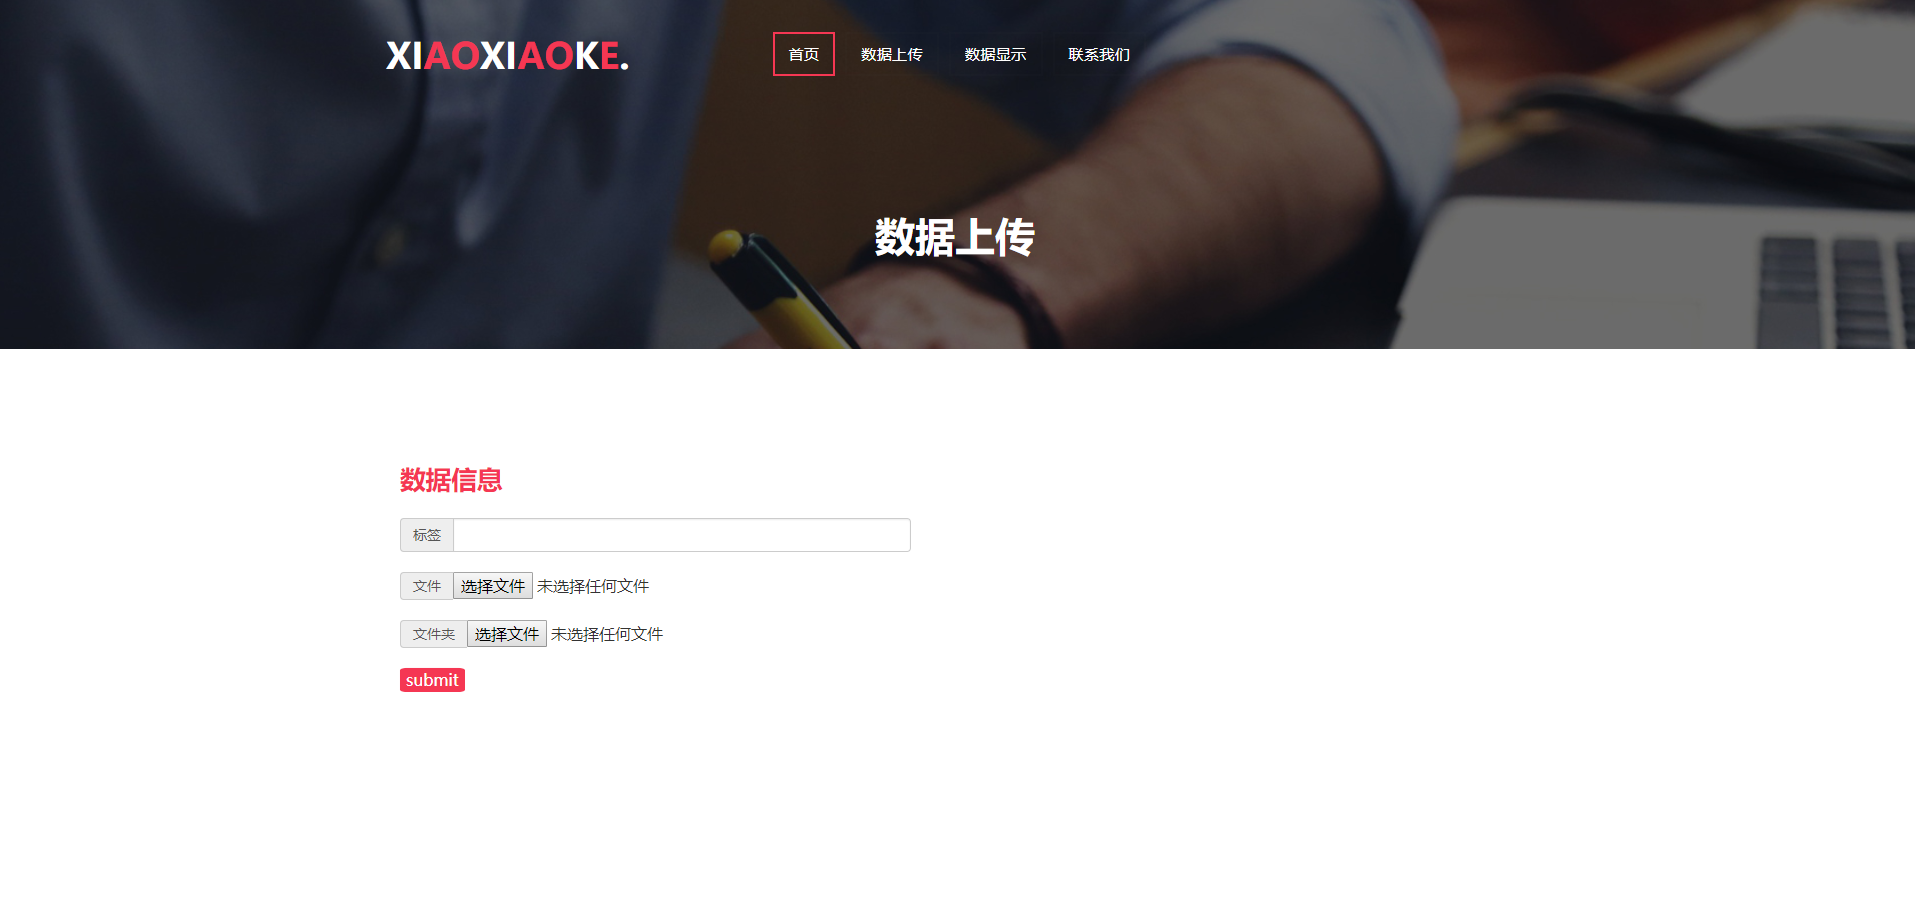 XIAOXIAOKE.
首页 数据上传 数据显示 联系我们
数据上传
数据信息
标签
文件 选择文件 未选择任何文件
文件夹 选择文件 未选择任何文件
submit